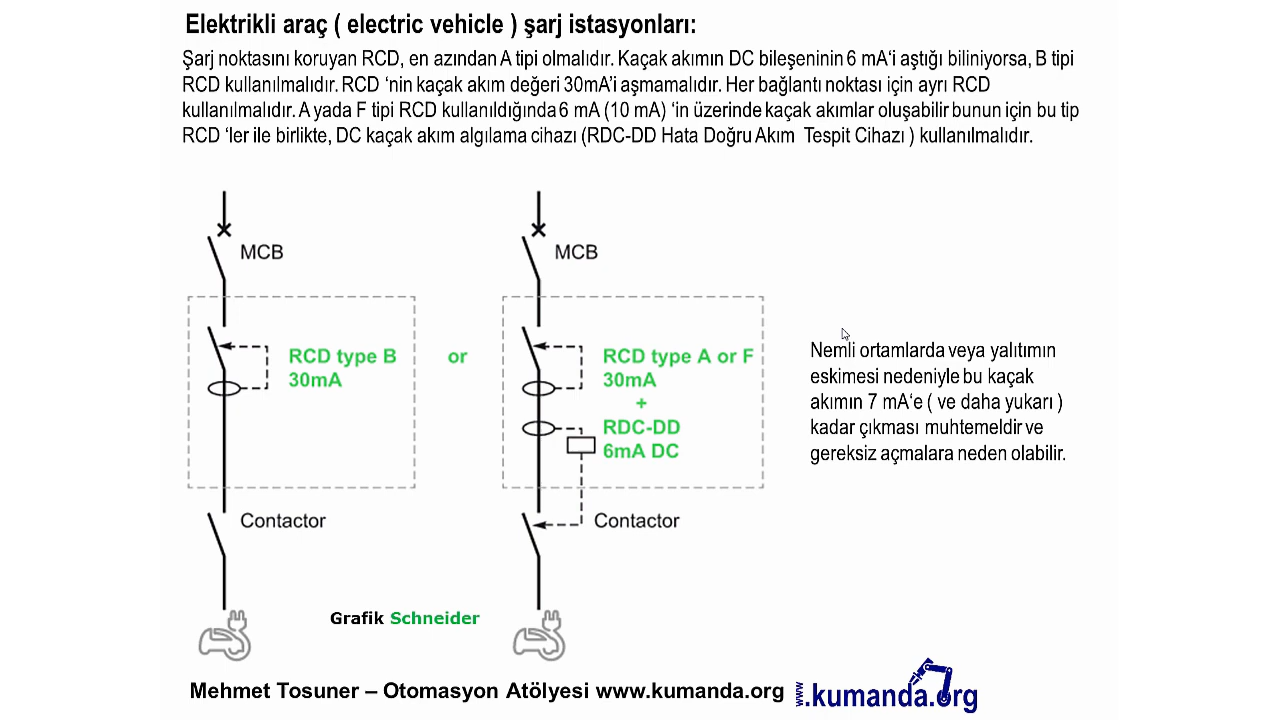 Elektrikli araç ( electric vehicle ) şarj istasyonları:
Şarj noktasını koruyan RCD, en azından A tipi olmalıdır. Kaçak akımın DC bileşeninin 6 mA‘i aştığı biliniyorsa, B tipi
RCD kullanılmalıdır. RCD ‘nin kaçak akım değeri 30mA’i aşmamalıdır. Her bağlantı noktası için ayrı RCD
kullanılmalıdır. A yada F tipi RCD kullanıldığında 6 mA (10 mA) ‘in üzerinde kaçak akımlar oluşabilir bunun için bu tip
RCD ‘ler ile birlikte, DC kaçak akım algılama cihazı (RDC-DD Hata Doğru Akım Tespit Cihazı ) kullanılmalıdır.
MCB
MCB
RCD type B
30mA
or
RCD type A or F
30mA
+
RDC-DD
6mA DC
Nemli ortamlarda veya yalıtımın
eskimesi nedeniyle bu kaçak
akımın 7 mA‘e ( ve daha yukarı )
kadar çıkması muhtemeldir ve
gereksiz açmalara neden olabilir.
Contactor
Contactor
Grafik Schneider
Mehmet Tosuner – Otomasyon Atölyesi www.kumanda.org
www.kumanda.org